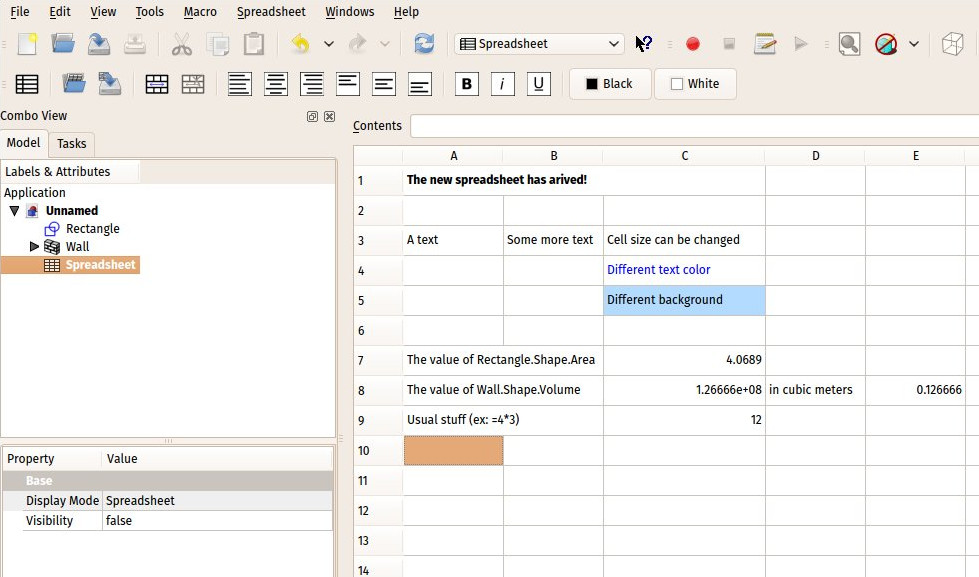 File Edit View Tools Macro Spreadsheet Windows Help
Spreadsheet
B i U Black White
Combo View
Contents
Model Tasks
Labels & Attributes
Application
Unnamed
Rectangle
Wall
Spreadsheet
Property Value
Base
Display Mode Spreadsheet
Visibility false
A B C D E
1 The new spreadsheet has arived!
2
3 A text Some more text Cell size can be changed
4 Different text color
5 Different background
6
7 The value of Rectangle.Shape.Area 4.0689
8 The value of Wall.Shape.Volume 1.26666e+08 in cubic meters 0.126666
9 Usual stuff (ex: =4*3) 12
10
11
12
13
14